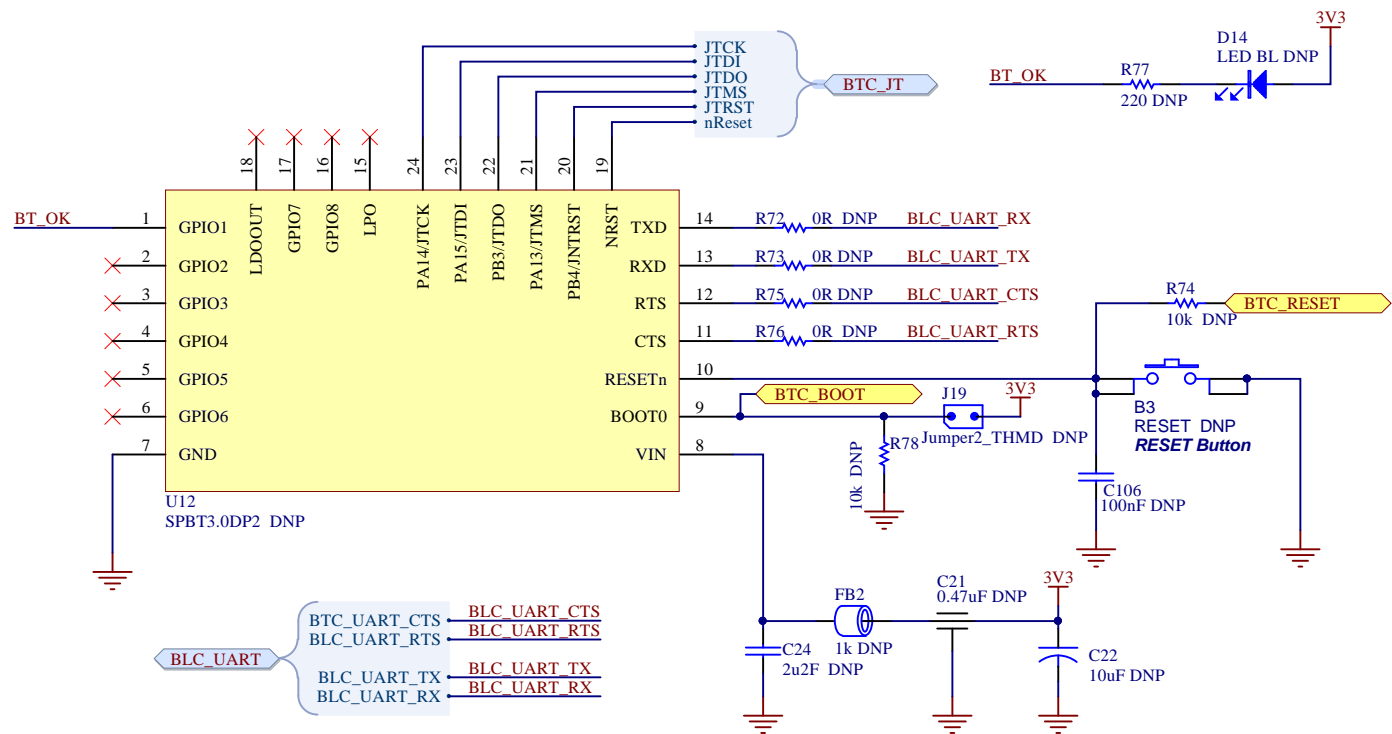 3V3
D14
LED BL DNP
BT_OK
R77
220 DNP
JTCK
JTDI
JTDO
JTMS
JTRST
nReset
BTC_JT
18
17
16
15
24
23
22
21
20
19
LDOOUT
GPIO7
GPIO8
LPO
PA14/JTCK
PA15/JTDI
PB3/JTDO
PA13/JTMS
PB4/JNTRST
NRST
BT_OK
1
GPIO1
2
GPIO2
3
GPIO3
4
GPIO4
5
GPIO5
6
GPIO6
7
GND
TXD
14
R72
0R DNP
BLC_UART_RX
RXD
13
R73
0R DNP
BLC_UART_TX
RTS
12
R75
0R DNP
BLC_UART_CTS
CTS
11
R76
0R DNP
BLC_UART_RTS
RESETn
10
BOOT0
9
VIN
8
U12
SPBT3.0DP2 DNP
R74
10k DNP
BTC_RESET
BTC_BOOT
J19
3V3
Jumper2_THMD DNP
R78
10k DNP
B3
RESET DNP
RESET Button
C106
100nF DNP
FB2
1k DNP
C21
0.47uF DNP
3V3
C24
2u2F DNP
C22
10uF DNP
BLC_UART
BTC_UART_CTS
BLC_UART_CTS
BLC_UART_RTS
BLC_UART_RTS
BLC_UART_TX
BLC_UART_TX
BLC_UART_RX
BLC_UART_RX